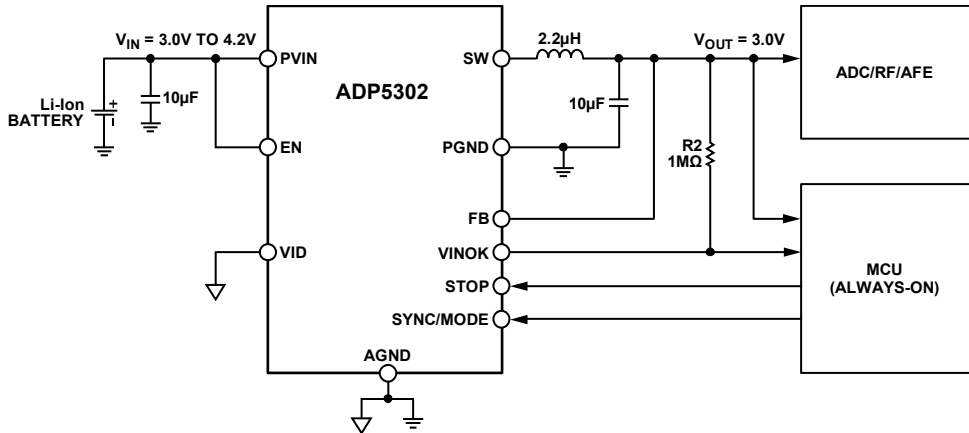 V_IN = 3.0V TO 4.2V
PVIN
ADP5302
SW
2.2µH
V_OUT = 3.0V
ADC/RF/AFE
Li-Ion
BATTERY
+
10µF
10µF
EN
PGND
R2
1MΩ
FB
VID
VINOK
MCU
(ALWAYS-ON)
STOP
SYNC/MODE
AGND